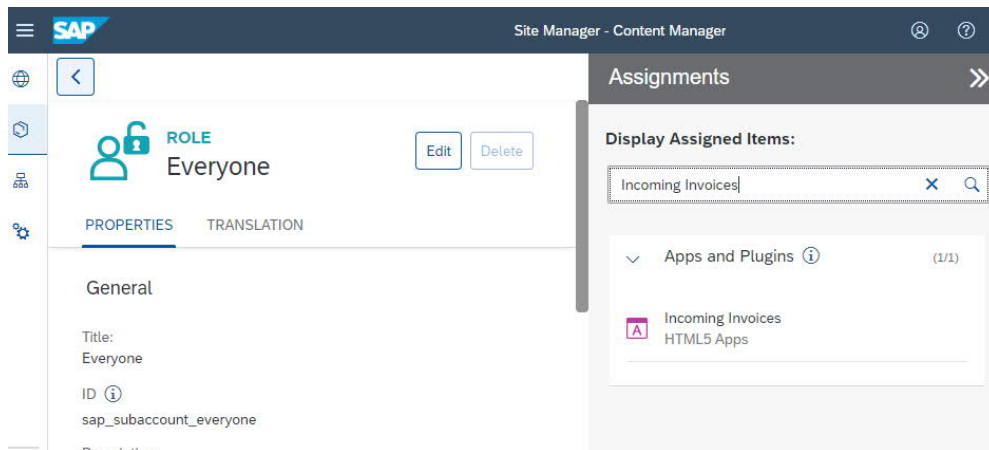 SAP
Site Manager - Content Manager
ROLE
Everyone
Edit
Delete
PROPERTIES
TRANSLATION
General
Title:
Everyone
ID
sap_subaccount_everyone
Assignments
Display Assigned Items:
Incoming Invoices
Apps and Plugins
(1/1)
A
Incoming Invoices
HTML5 Apps